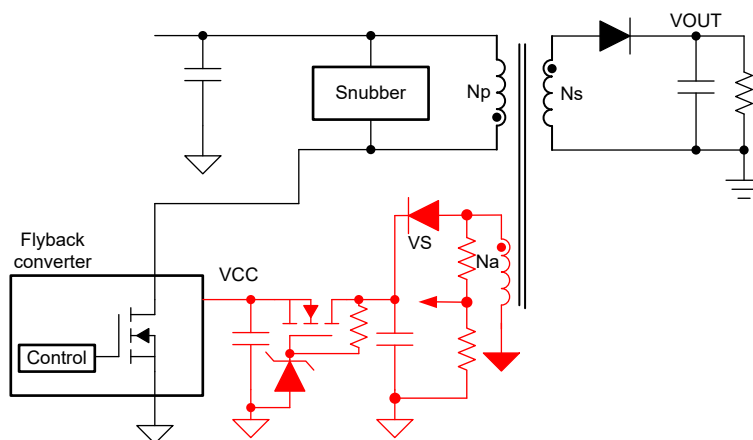 VOUT
Snubber
Np
Ns
Flyback
converter
VCC
VS
Na
Control